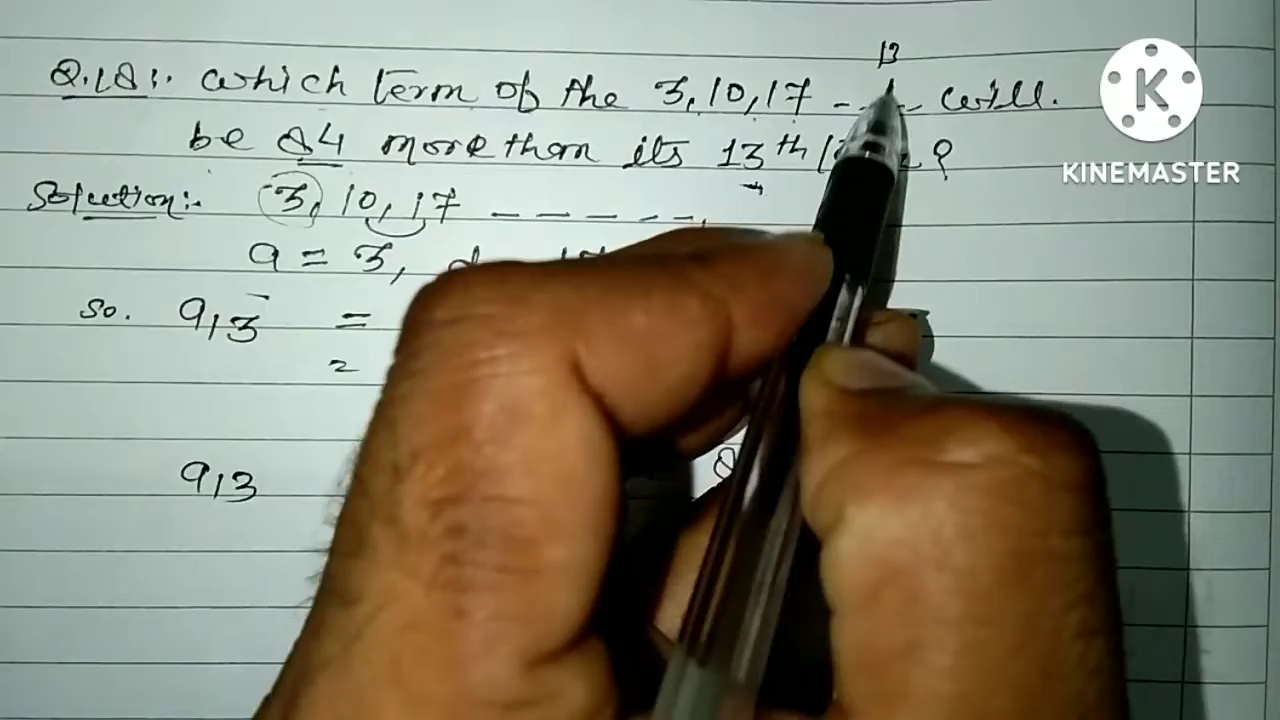 13
Q.18:. Which term of the 3, 10, 17 ---- will.
be 84 more than its 13th ?
Solution:- 3, 10, 17 -----.
a = 3,
So. a13 =
=
a13
K
KINEMASTER